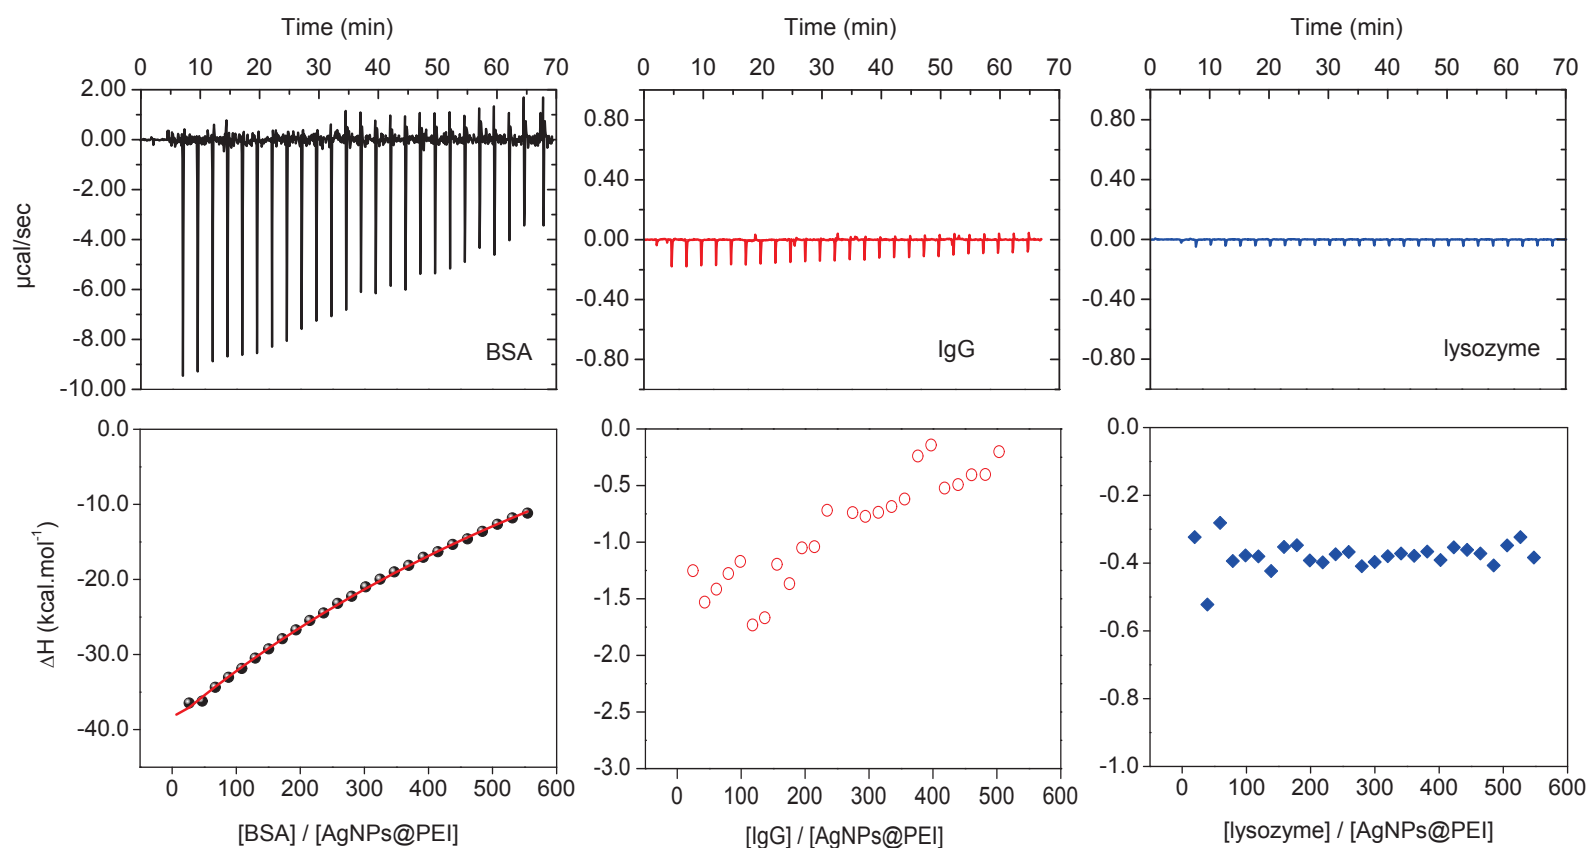 Time (min)
0 10 20 30 40 50 60 70
2.00
0.00
-2.00
-4.00
-6.00
-8.00
-10.00
µcal/sec
BSA
Time (min)
0 10 20 30 40 50 60 70
0.80
0.40
0.00
-0.40
-0.80
IgG
Time (min)
0 10 20 30 40 50 60 70
0.80
0.40
0.00
-0.40
-0.80
lysozyme
0.0
-10.0
-20.0
-30.0
-40.0
ΔH (kcal.mol⁻¹)
0 100 200 300 400 500 600
[BSA] / [AgNPs@PEI]
0.0
-0.5
-1.0
-1.5
-2.0
-2.5
-3.0
0 100 200 300 400 500 600
[IgG] / [AgNPs@PEI]
0.0
-0.2
-0.4
-0.6
-0.8
-1.0
0 100 200 300 400 500 600
[lysozyme] / [AgNPs@PEI]